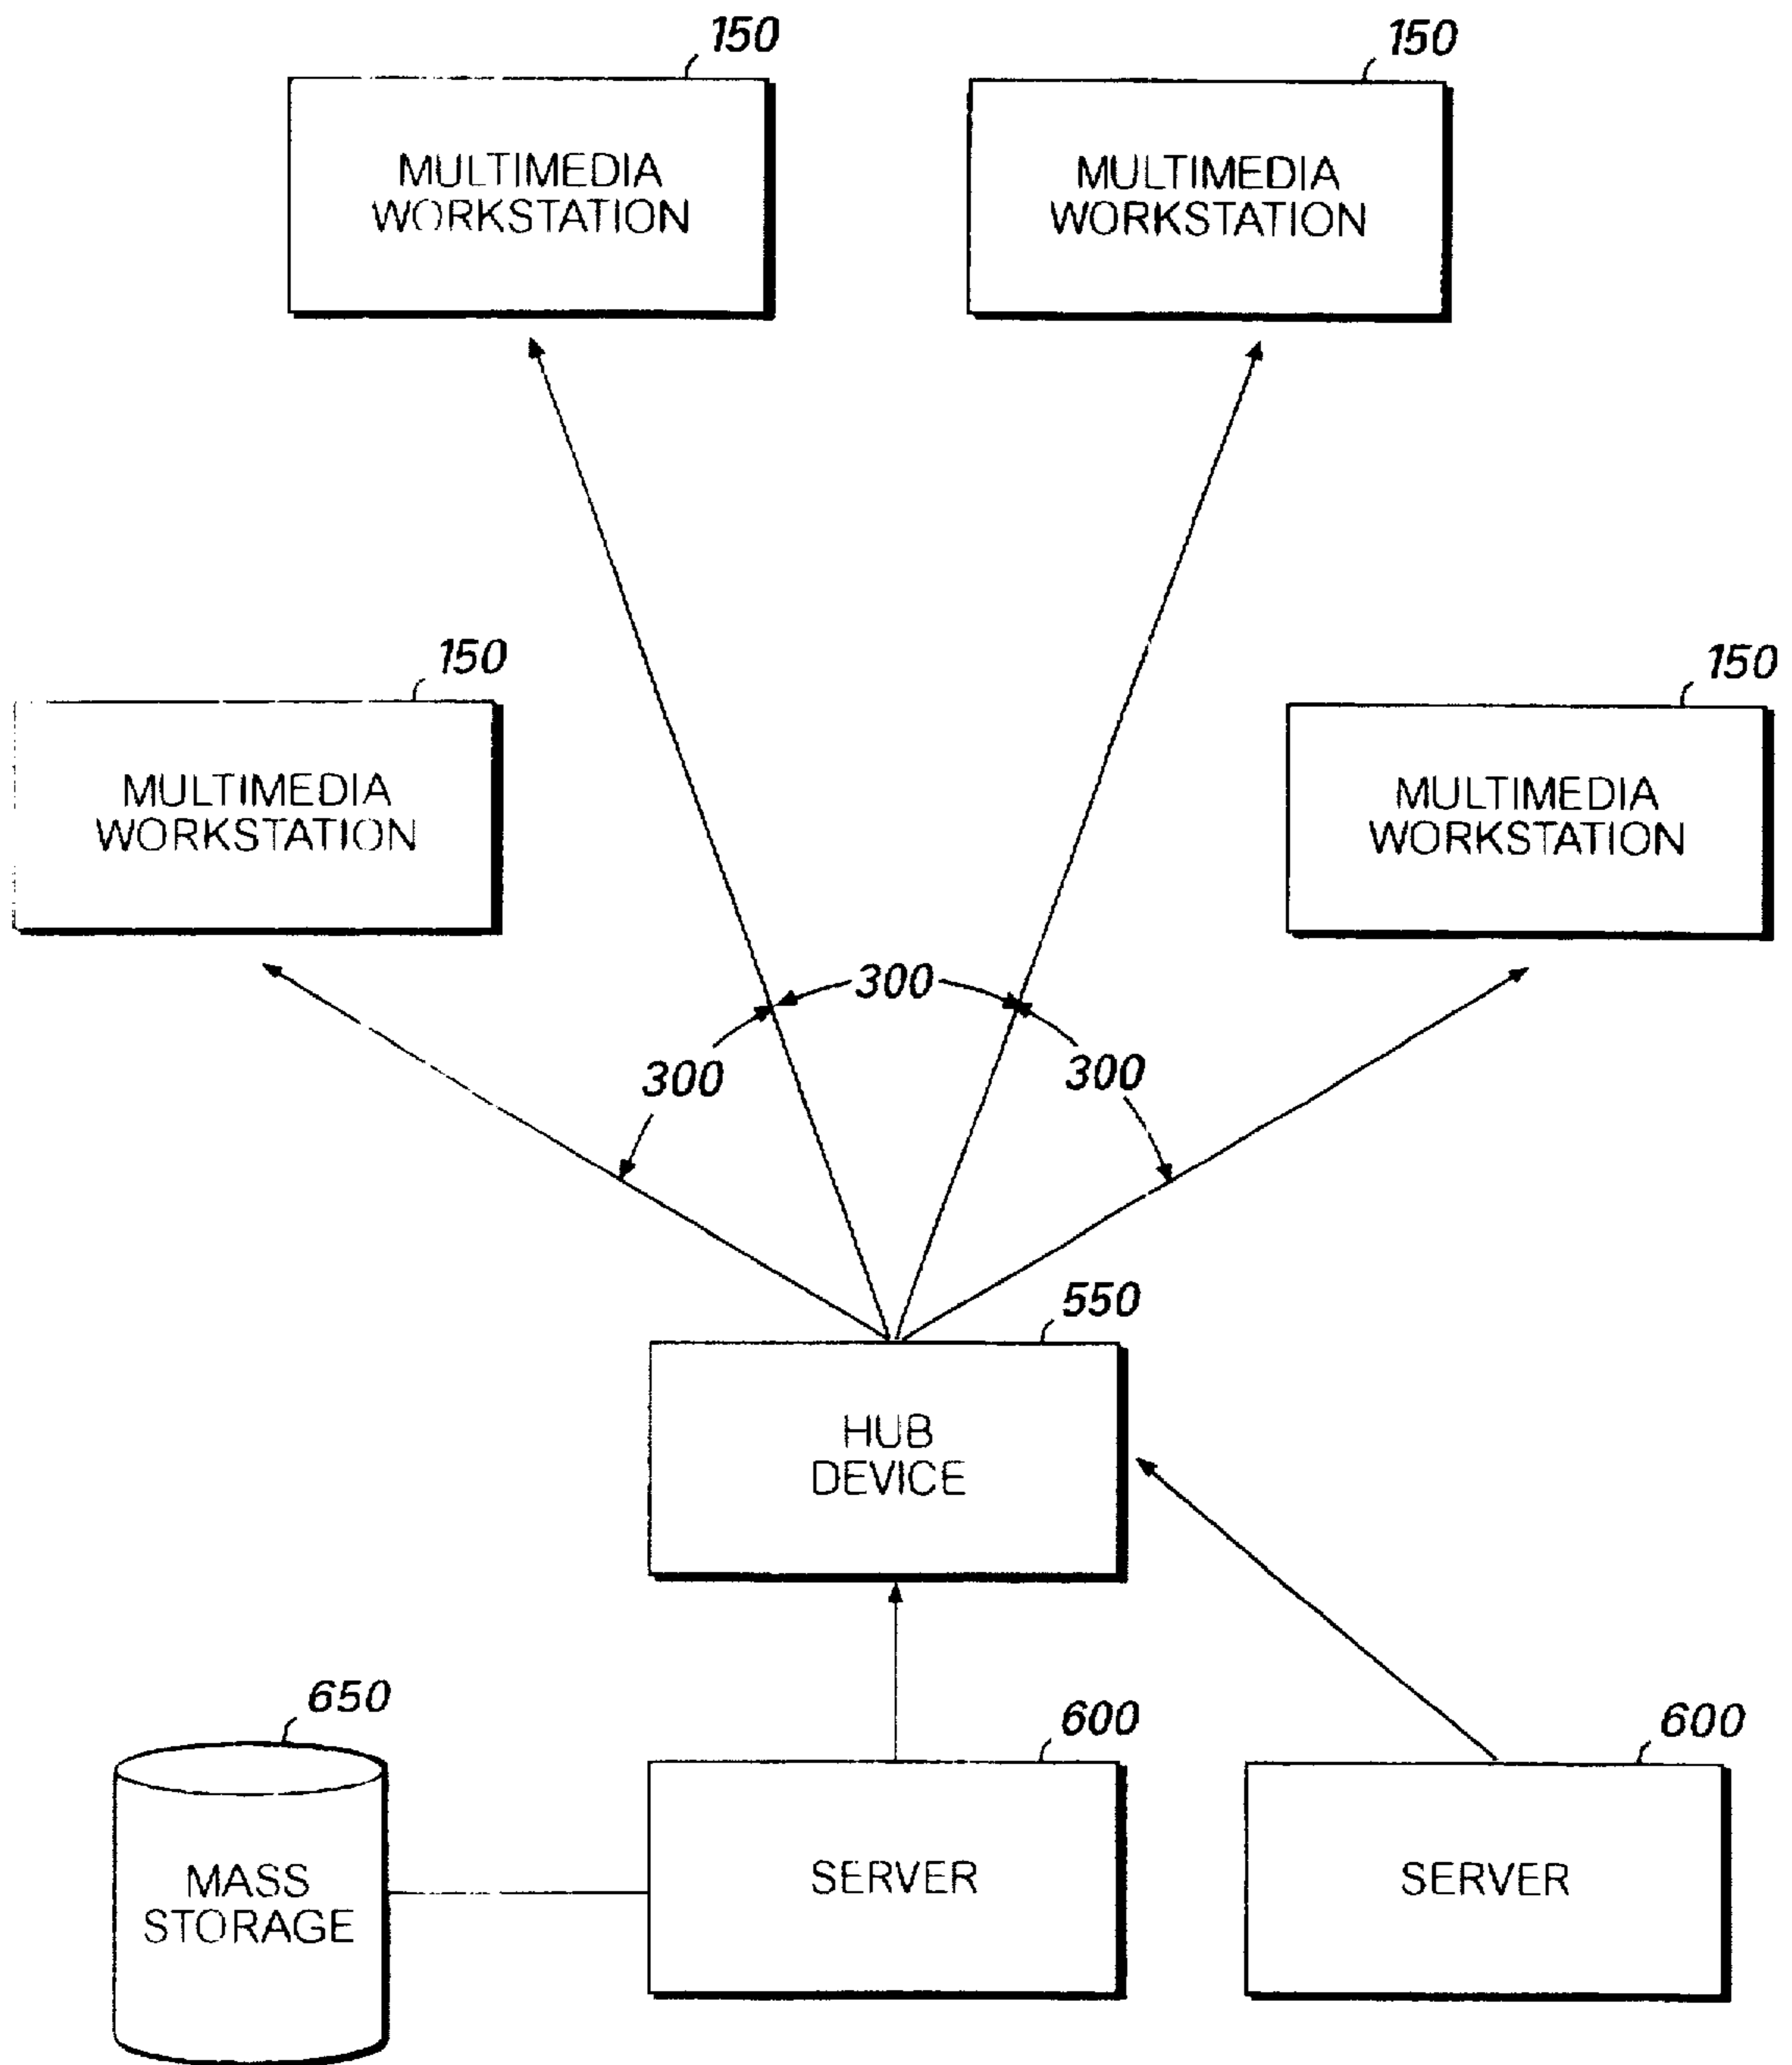 150
150
MULTIMEDIA
WORKSTATION
MULTIMEDIA
WORKSTATION
150
150
MULTIMEDIA
WORKSTATION
MULTIMEDIA
WORKSTATION
300
300
300
550
HUB
DEVICE
650
600
600
MASS
STORAGE
SERVER
SERVER